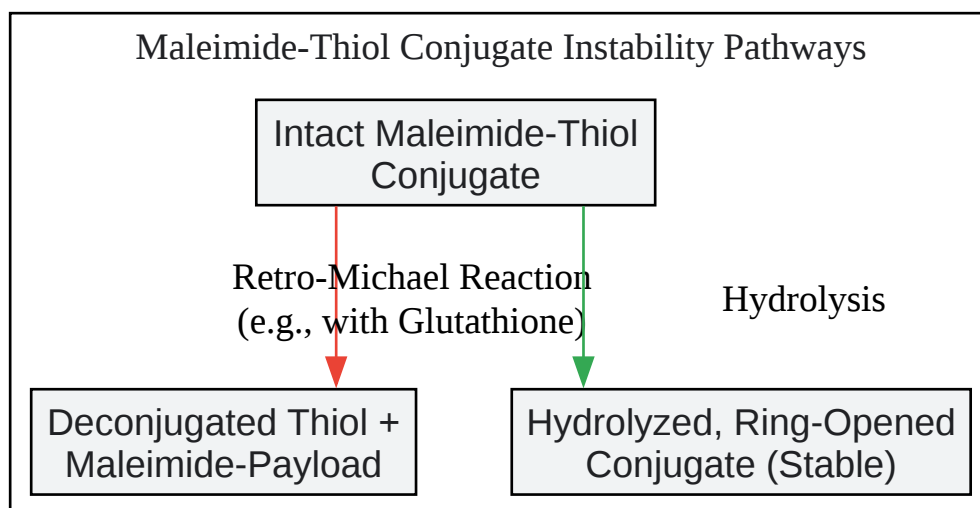 Maleimide-Thiol Conjugate Instability Pathways
Intact Maleimide-Thiol
Conjugate
Retro-Michael Reaction
(e.g., with Glutathione)
Hydrolysis
Deconjugated Thiol +
Maleimide-Payload
Hydrolyzed, Ring-Opened
Conjugate (Stable)